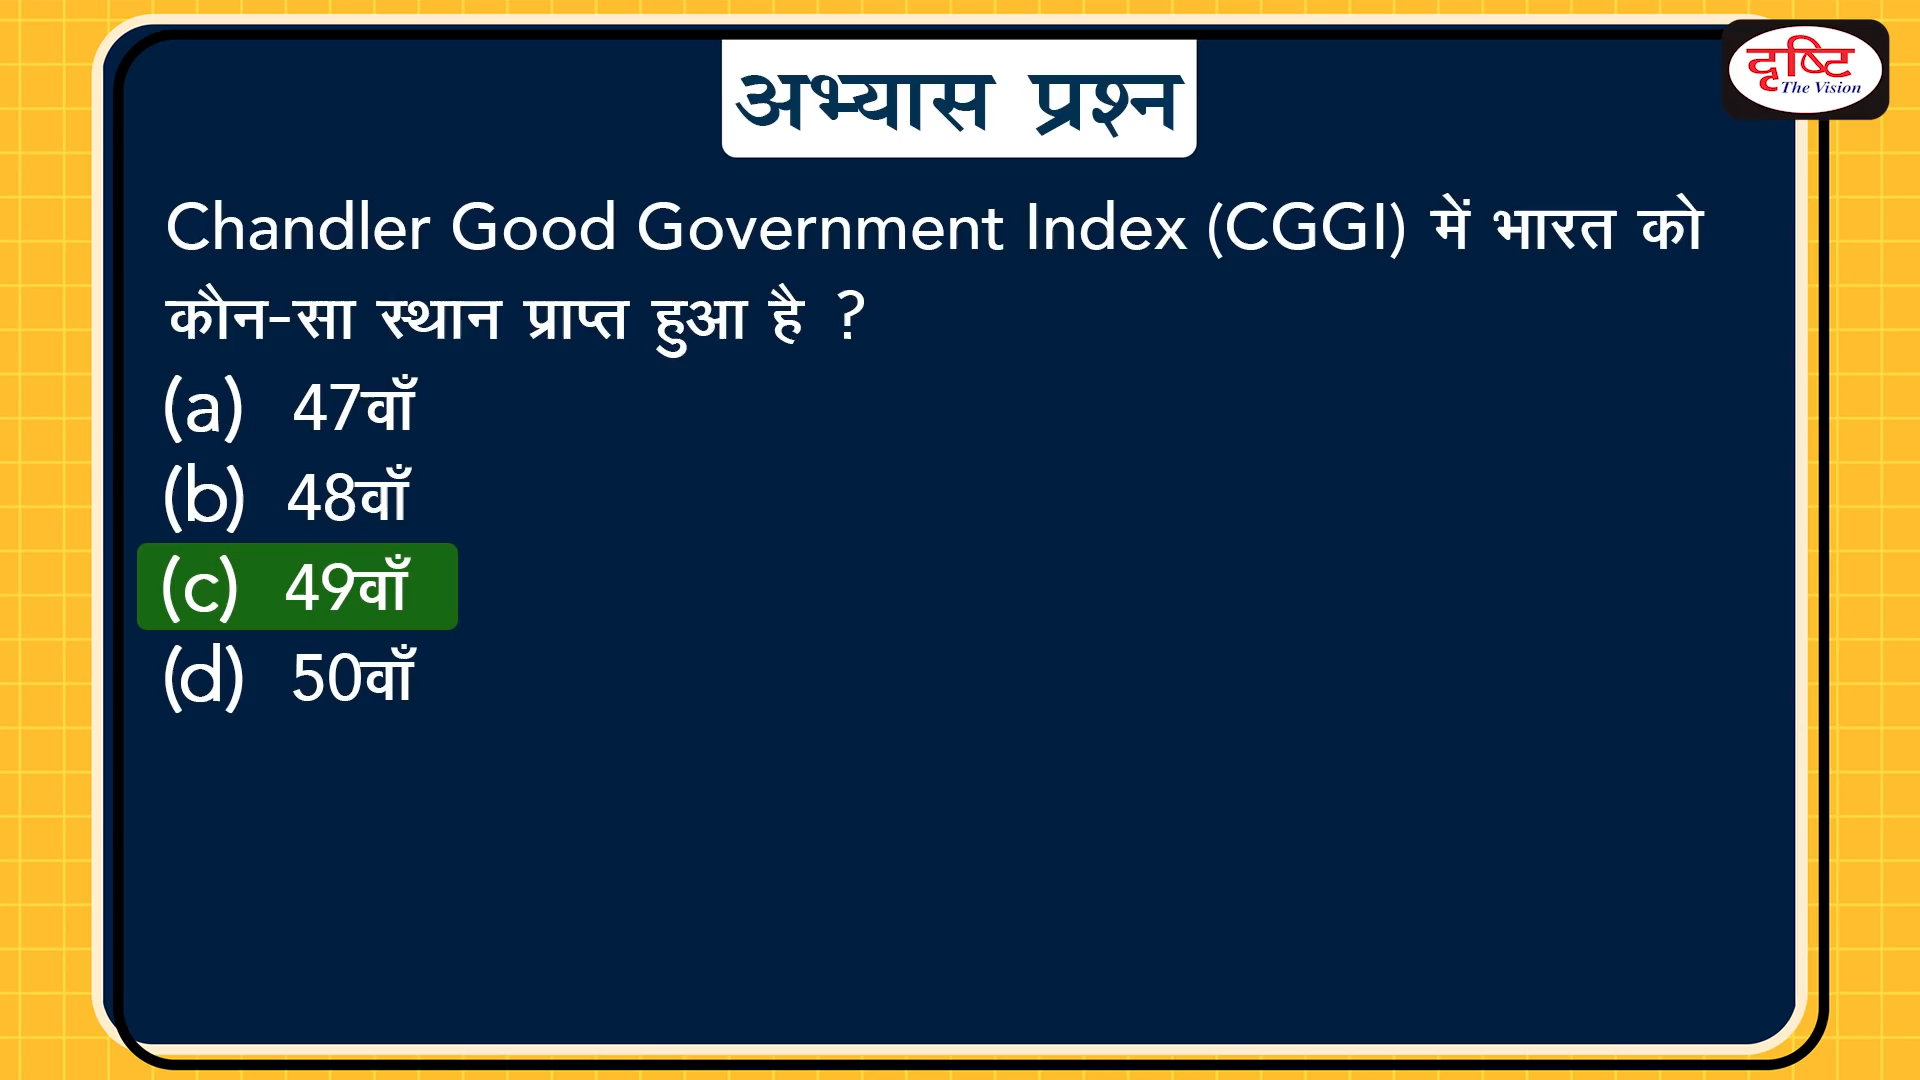 अभ्यास प्रश्न
दृष्टि
The Vision
Chandler Good Government Index (CGGI) में भारत को
कौन-सा स्थान प्राप्त हुआ है ?
(a) 47वाँ
(b) 48वाँ
(c) 49वाँ
(d) 50वाँ